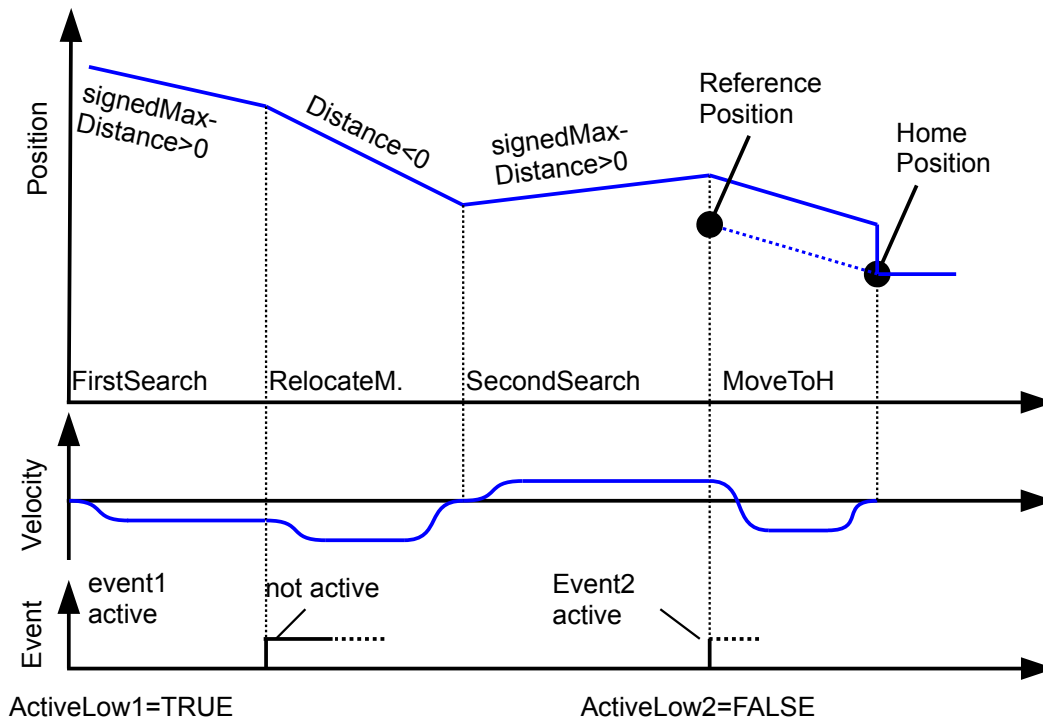 Position
signedMax-
Distance>0
Distance<0
signedMax-
Distance>0
Reference
Position
Home
Position
FirstSearch
RelocateM.
SecondSearch
MoveToH
Velocity
Event
event1
active
not active
Event2
active
ActiveLow1=TRUE
ActiveLow2=FALSE